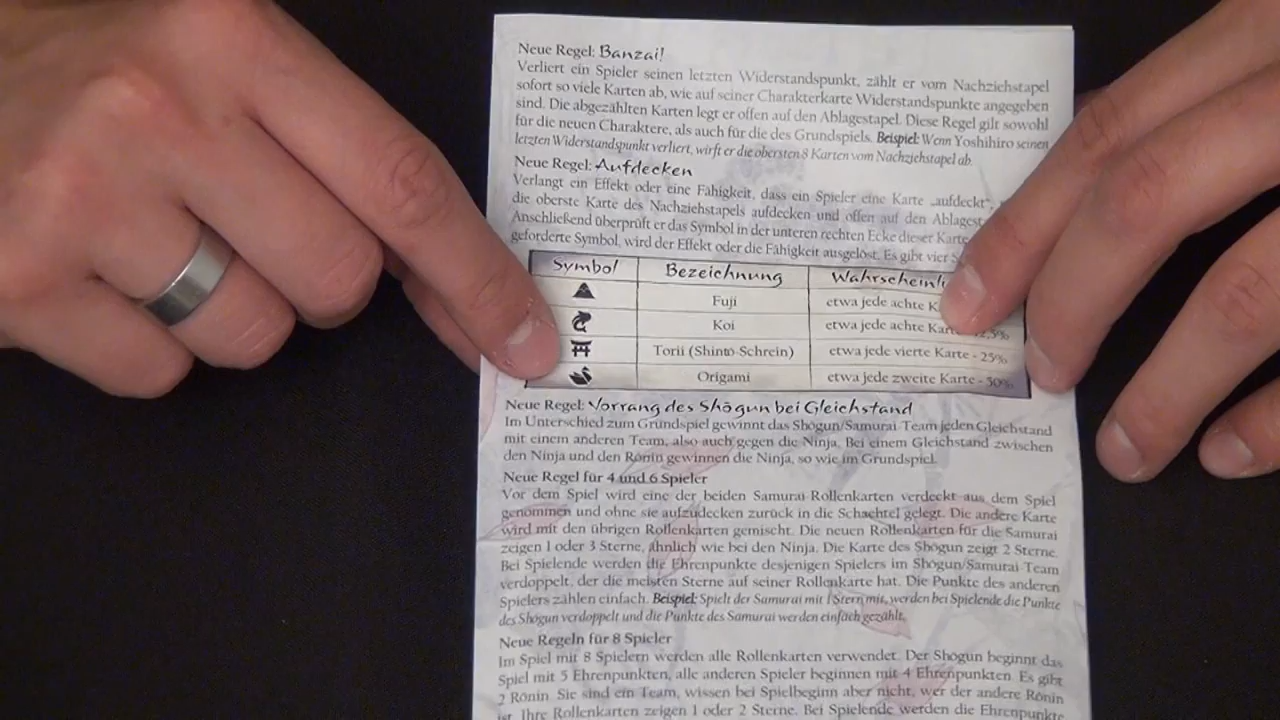 Neue Regel: Banzai!
Verliert ein Spieler seinen letzten Widerstandspunkt, zählt er vom Nachziehstapel
sofort so viele Karten ab, wie auf seiner Charakterkarte Widerstandspunkte angegeben
sind. Die abgezählten Karten legt er offen auf den Ablagestapel. Diese Regel gilt sowohl
für die neuen Charaktere, als auch für die des Grundspiels. Beispiel: Wenn Yoshihiro seinen
letzten Widerstandspunkt verliert, wirft er die obersten 8 Karten vom Nachziehstapel ab.
Neue Regel: Aufdecken
Verlangt ein Effekt oder eine Fähigkeit, dass ein Spieler eine Karte „aufdeckt“,
die oberste Karte des Nachziehstapels aufdecken und offen auf den Ablagest
Anschließend überprüft er das Symbol in der unteren rechten Ecke dieser Karte
geforderte Symbol, wird der Effekt oder die Fähigkeit ausgelöst. Es gibt vier S
Symbol Bezeichnung Wahrscheinli
Fuji etwa jede achte K
Koi etwa jede achte Kar 12,5%
Torii (Shinto-Schrein) etwa jede vierte Karte - 25%
Origami etwa jede zweite Karte - 50%
Neue Regel: Vorrang des Shōgun bei Gleichstand
Im Unterschied zum Grundspiel gewinnt das Shōgun/Samurai-Team jeden Gleichstand
mit einem anderen Team, also auch gegen die Ninja. Bei einem Gleichstand zwischen
den Ninja und den Rōnin gewinnen die Ninja, so wie im Grundspiel.
Neue Regel für 4 und 6 Spieler
Vor dem Spiel wird eine der beiden Samurai-Rollenkarten verdeckt aus dem Spiel
genommen und ohne sie aufzudecken zurück in die Schachtel gelegt. Die andere Karte
wird mit den übrigen Rollenkarten gemischt. Die neuen Rollenkarten für die Samurai
zeigen 1 oder 3 Sterne, ähnlich wie bei den Ninja. Die Karte des Shōgun zeigt 2 Sterne.
Bei Spielende werden die Ehrenpunkte desjenigen Spielers im Shōgun/Samurai-Team
verdoppelt, der die meisten Sterne auf seiner Rollenkarte hat. Die Punkte des anderen
Spielers zählen einfach. Beispiel: Spielt der Samurai mit 1 Stern mit, werden bei Spielende die Punkte
des Shōgun verdoppelt und die Punkte des Samurai werden einfach gezählt.
Neue Regeln für 8 Spieler
Im Spiel mit 8 Spielern werden alle Rollenkarten verwendet. Der Shōgun beginnt das
Spiel mit 5 Ehrenpunkten, alle anderen Spieler beginnen mit 4 Ehrenpunkten. Es gibt
2 Rōnin. Sie sind ein Team, wissen bei Spielbeginn aber nicht, wer der andere Rōnin
ist. Ihre Rollenkarten zeigen 1 oder 2 Sterne. Bei Spielende werden die Ehrenpunkte